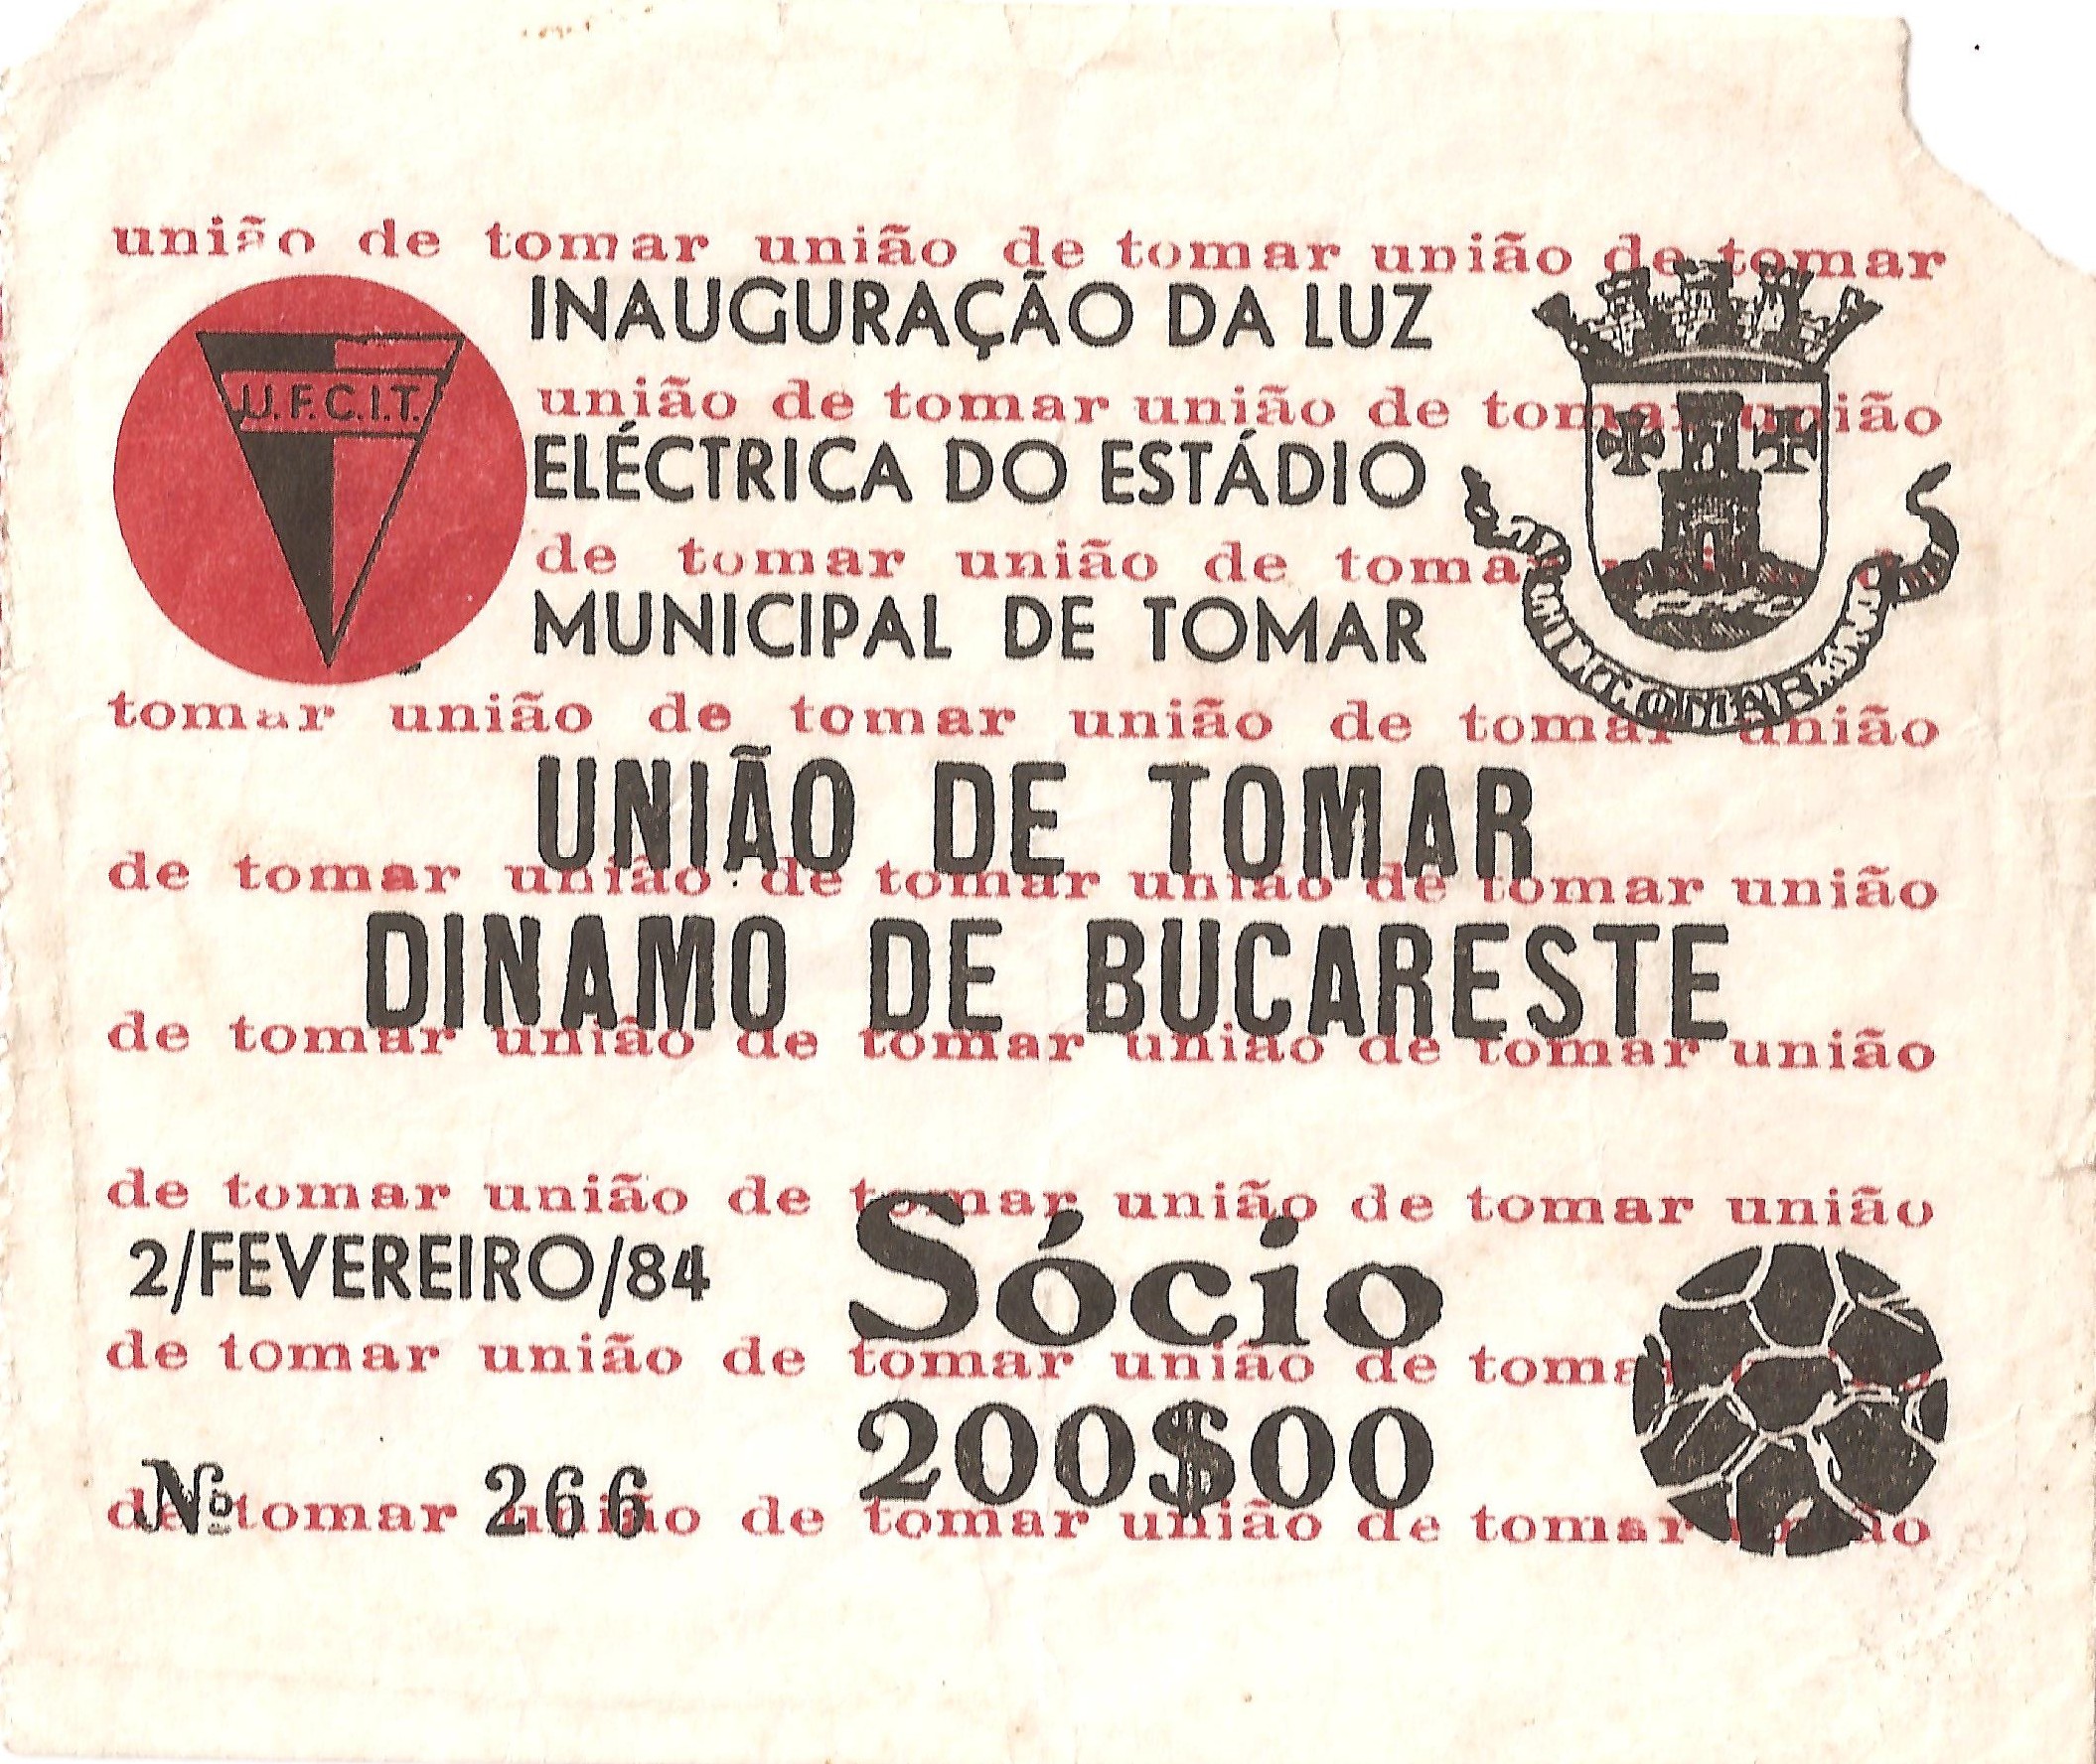 união de tomar união de tomar união de tomar
U.F.C.I.T.
INAUGURAÇÃO DA LUZ
união de tomar união de tomar união
ELÉCTRICA DO ESTÁDIO
de tomar união de tomar
MUNICIPAL DE TOMAR
tomar união de tomar união de tomar união
UNIÃO DE TOMAR
de tomar união de tomar união de tomar união
DINAMO DE BUCARESTE
de tomar união de tomar união de tomar união
de tomar união de tomar união de tomar união
2/FEVEREIRO/84
Sócio
de tomar união de tomar união de tomar
200$00
Nº 266
de tomar união de tomar união de tomar união